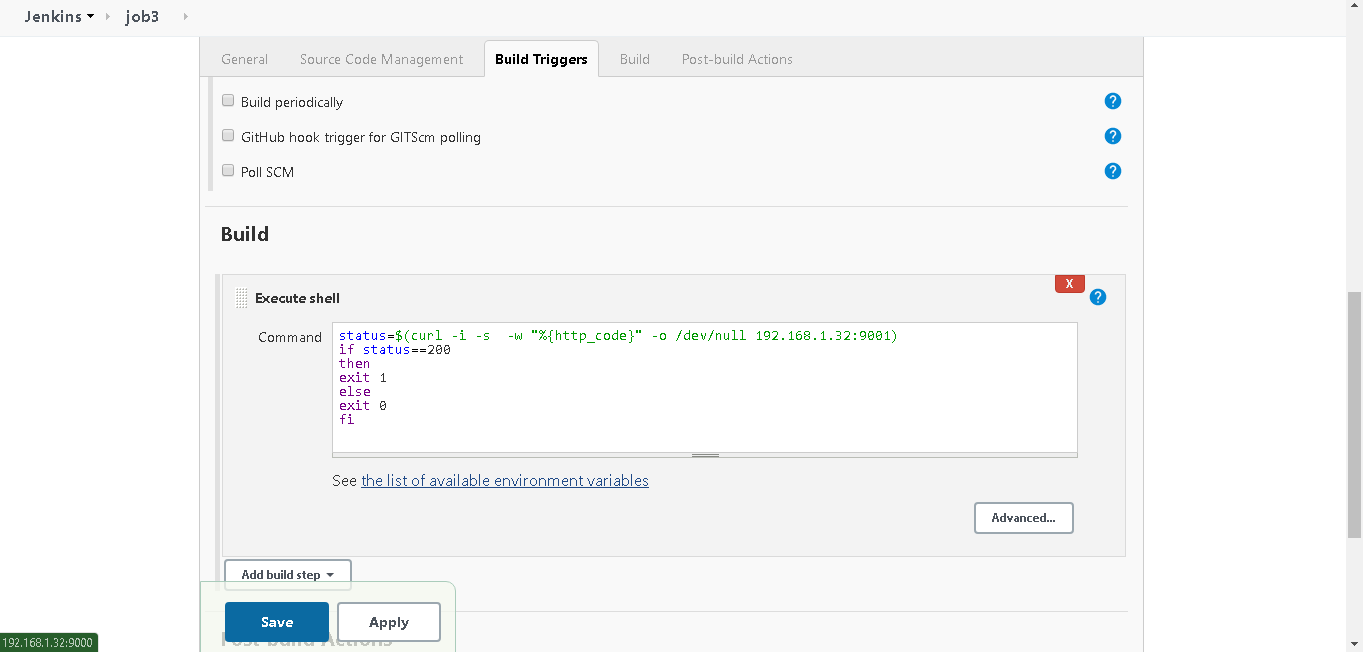 Jenkins job3
General Source Code Management Build Triggers Build Post-build Actions
Build periodically
GitHub hook trigger for GITScm polling
Poll SCM
Build
X
Execute shell
Command
status=$(curl -i -s  -w "%{http_code}" -o /dev/null 192.168.1.32:9001)
if status==200
then
exit 1
else
exit 0
fi
See the list of available environment variables
Advanced...
Add build step
Save Apply
Post-build Actions
192.168.1.32:9000